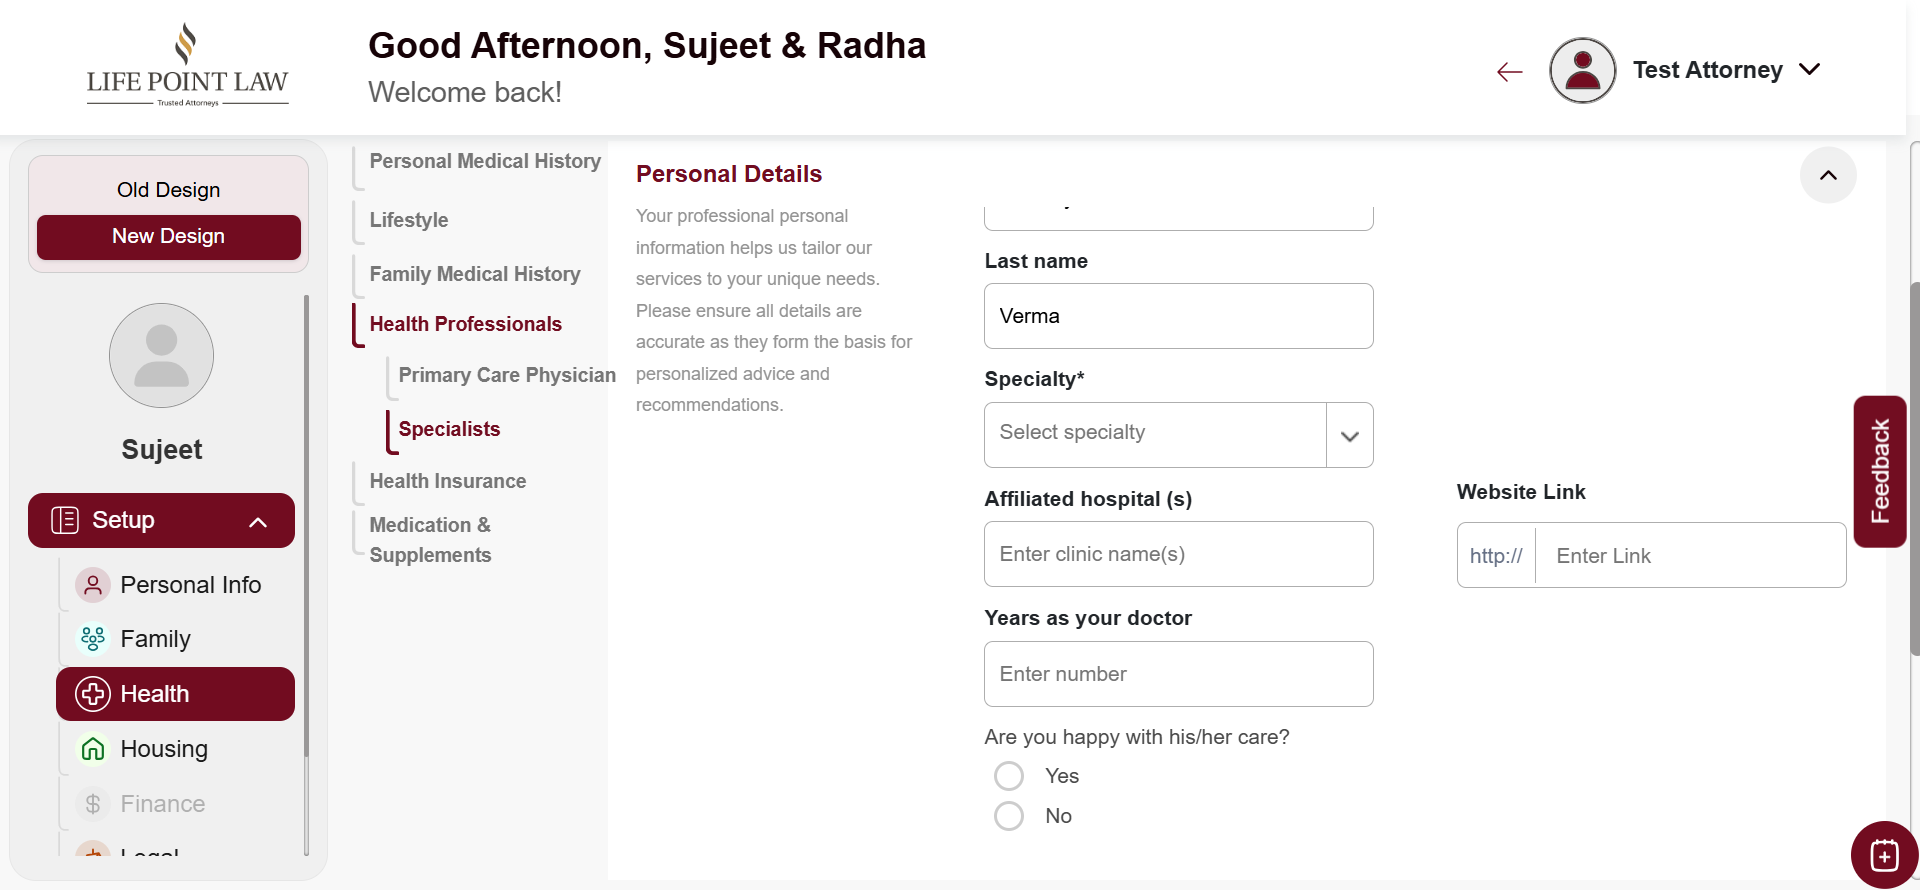 LIFE POINT LAW
Trusted Attorneys
Good Afternoon, Sujeet & Radha
Welcome back!
Test Attorney
Old Design
New Design
Sujeet
Setup
Personal Info
Family
Health
Housing
Finance
Legal
Personal Medical History
Lifestyle
Family Medical History
Health Professionals
Primary Care Physician
Specialists
Health Insurance
Medication &
Supplements
Personal Details
Your professional personal
information helps us tailor our
services to your unique needs.
Please ensure all details are
accurate as they form the basis for
personalized advice and
recommendations.
Last name
Verma
Specialty*
Select specialty
Affiliated hospital (s)
Enter clinic name(s)
Website Link
http://
Enter Link
Years as your doctor
Enter number
Are you happy with his/her care?
Yes
No
Feedback